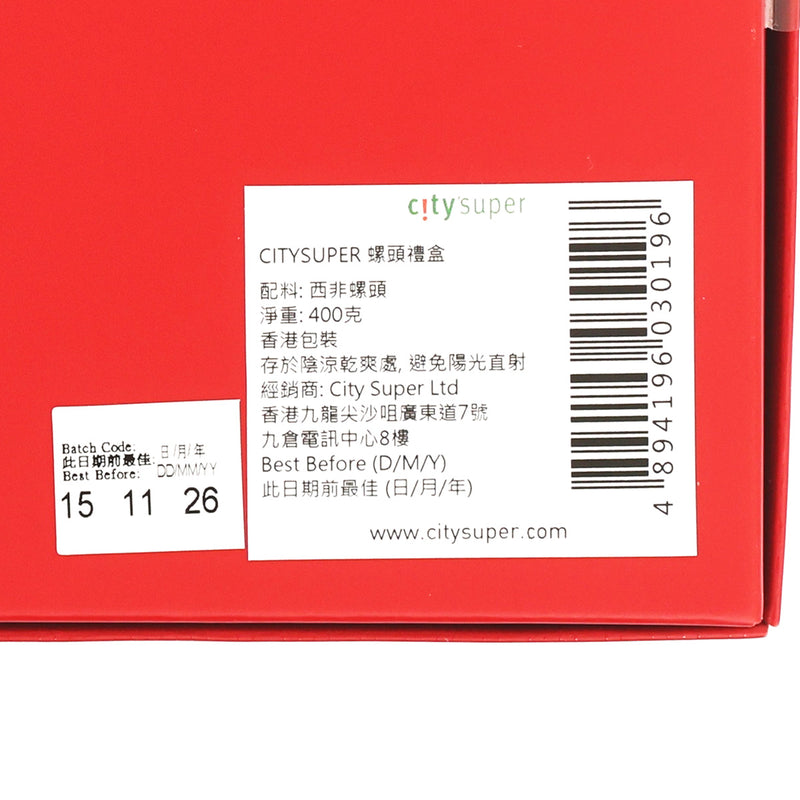 c!ty'super
CITYSUPER 螺頭禮盒
配料: 西非螺頭
淨重: 400克
香港包裝
存於陰涼乾爽處, 避免陽光直射
經銷商: City Super Ltd
香港九龍尖沙咀廣東道7號
九倉電訊中心8樓
Best Before (D/M/Y)
此日期前最佳 (日/月/年)
www.citysuper.com
4 894196 030196
Batch Code:
此日期前最佳: 日/月/年
Best Before: DD/MM/YY
15 11 26